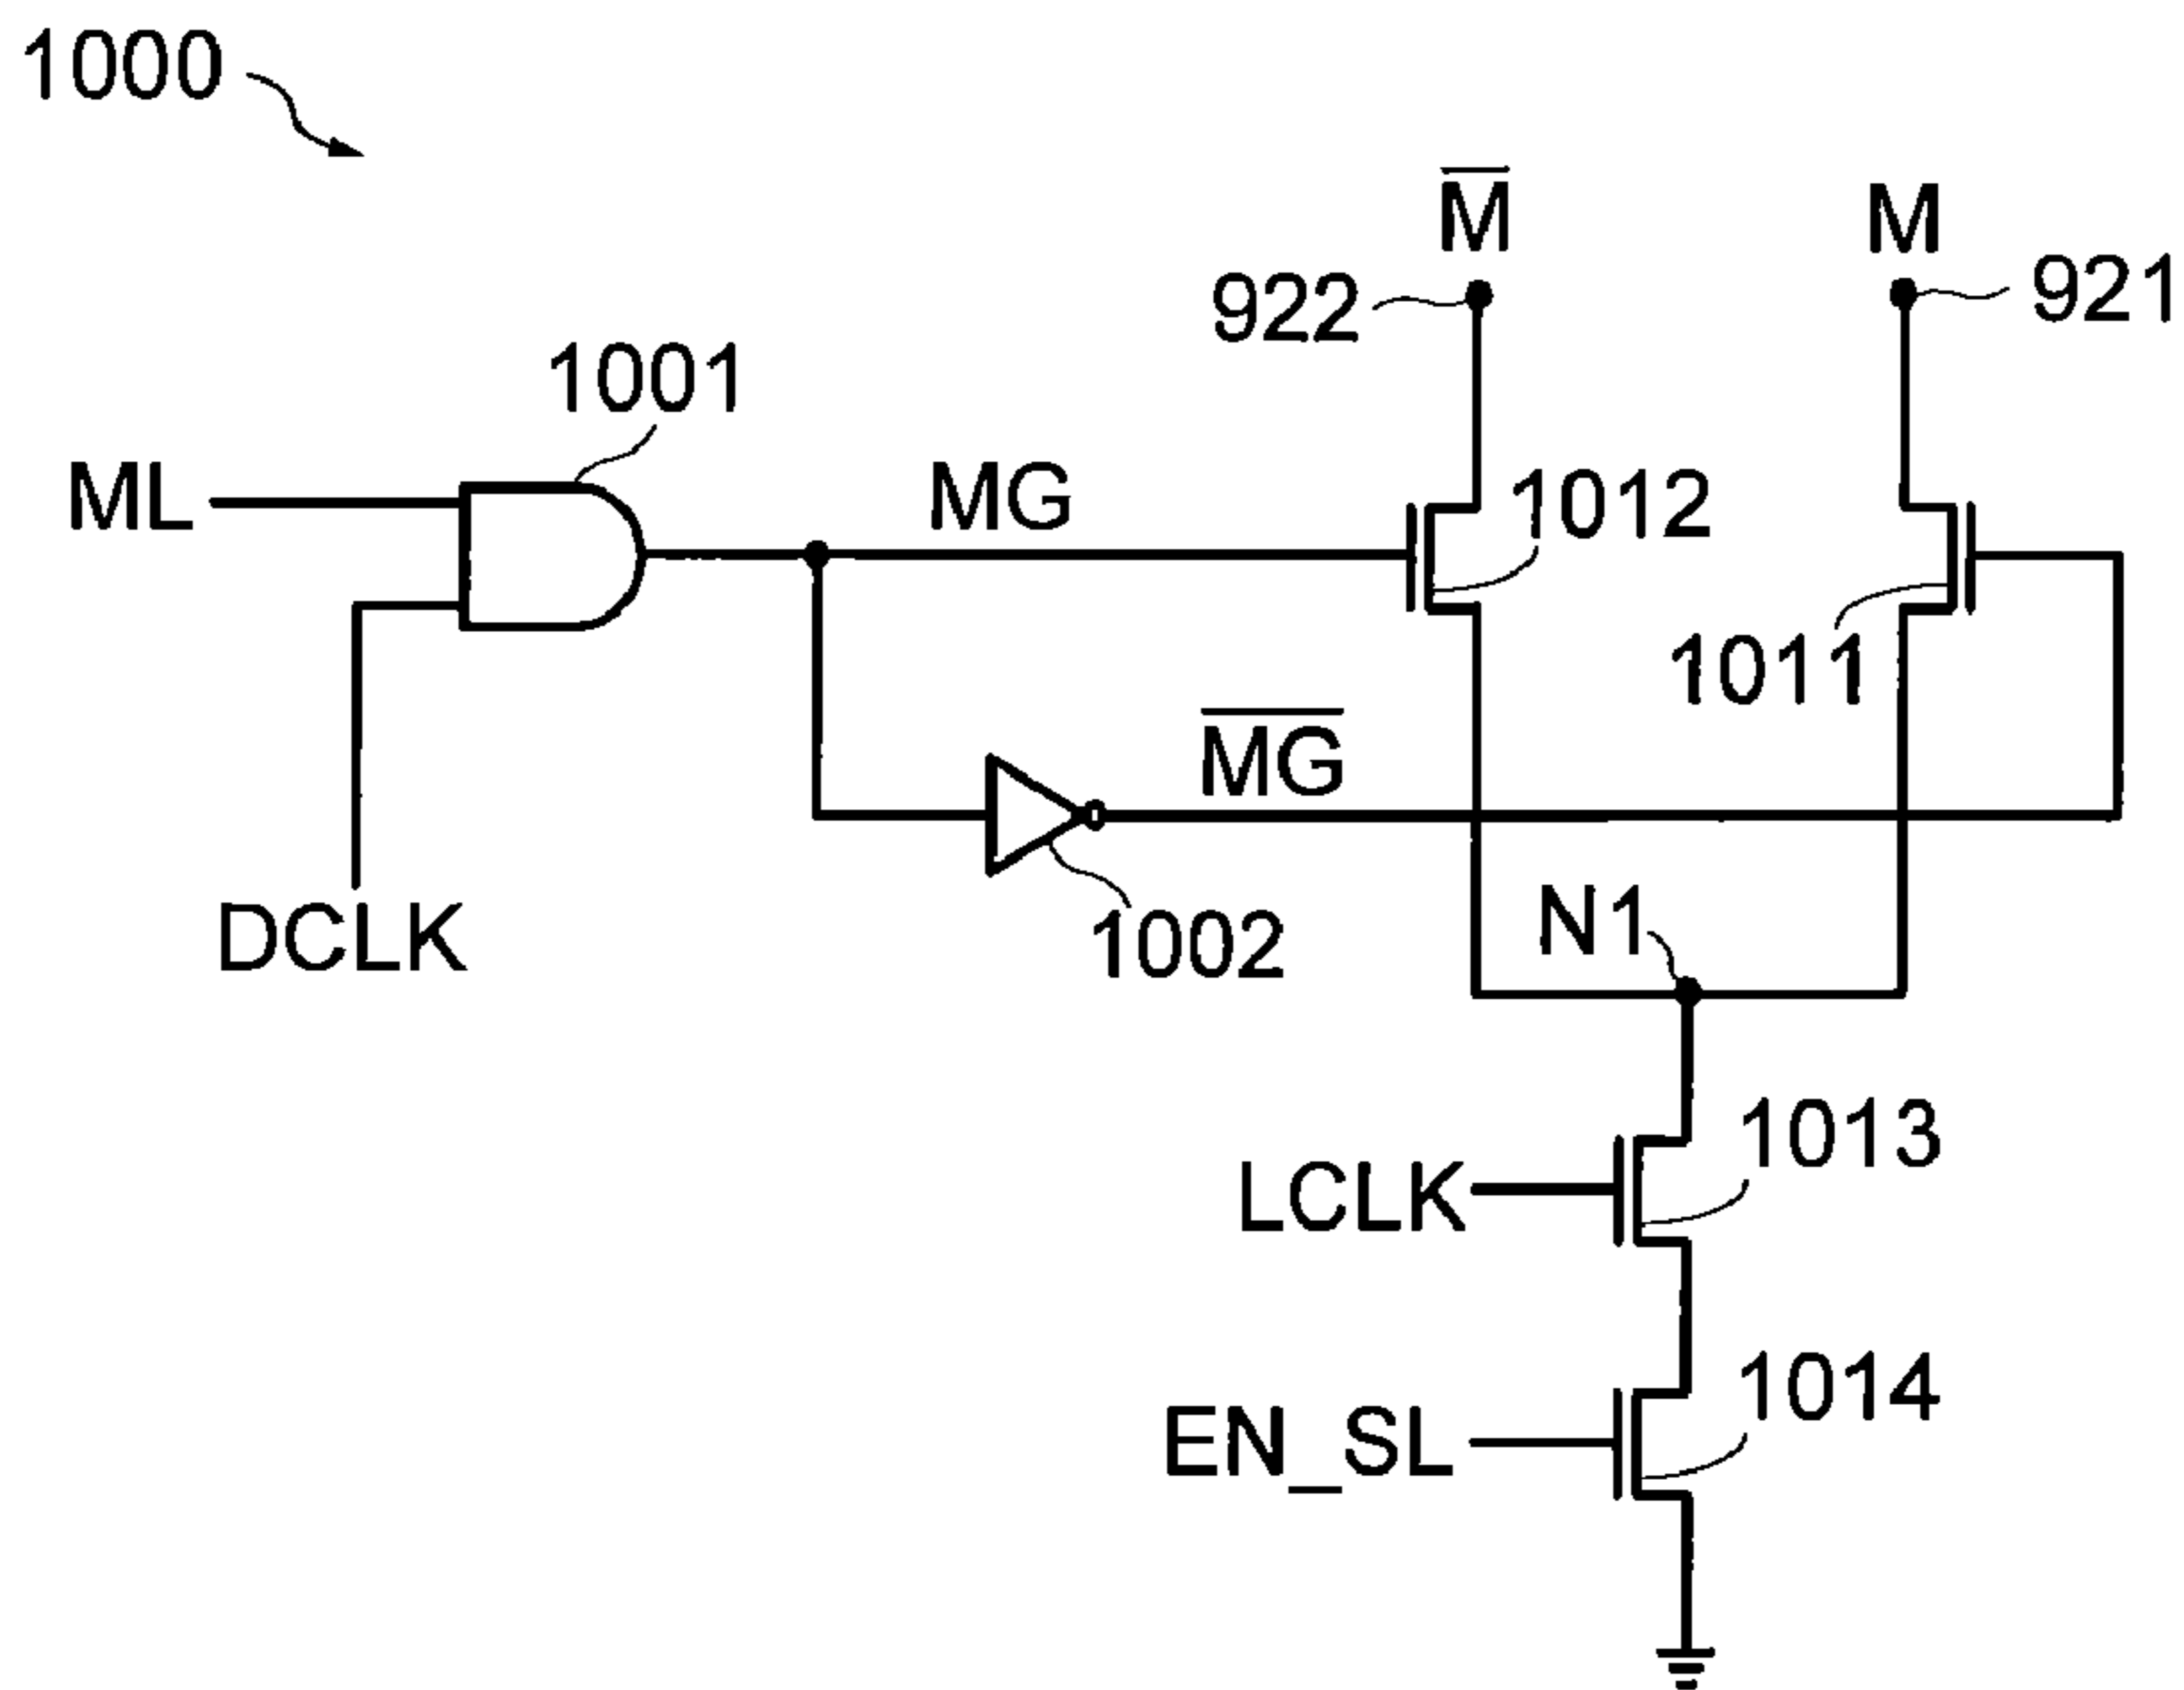 1000
M̅ M
922 921
1001
ML MG 1012
1011
M̅G̅
DCLK 1002 N1
LCLK 1013
EN_SL 1014